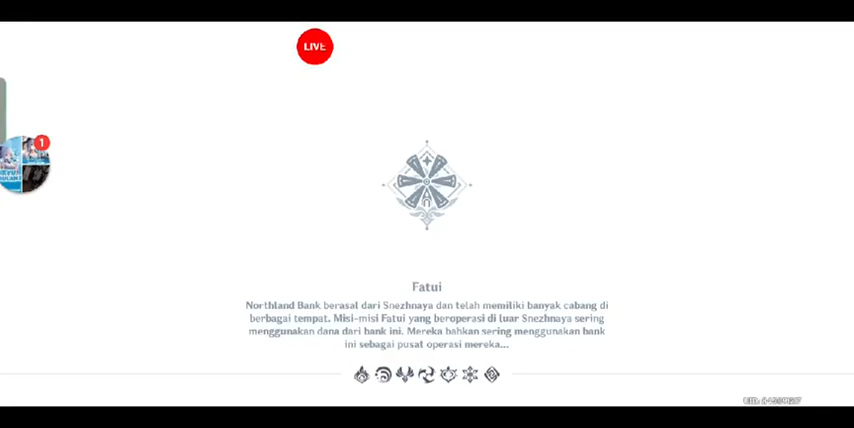 LIVE
1
Fatui
Northland Bank berasal dari Snezhnaya dan telah memiliki banyak cabang di
berbagai tempat. Misi-misi Fatui yang beroperasi di luar Snezhnaya sering
menggunakan dana dari bank ini. Mereka bahkan sering menggunakan bank
ini sebagai pusat operasi mereka...
UID: